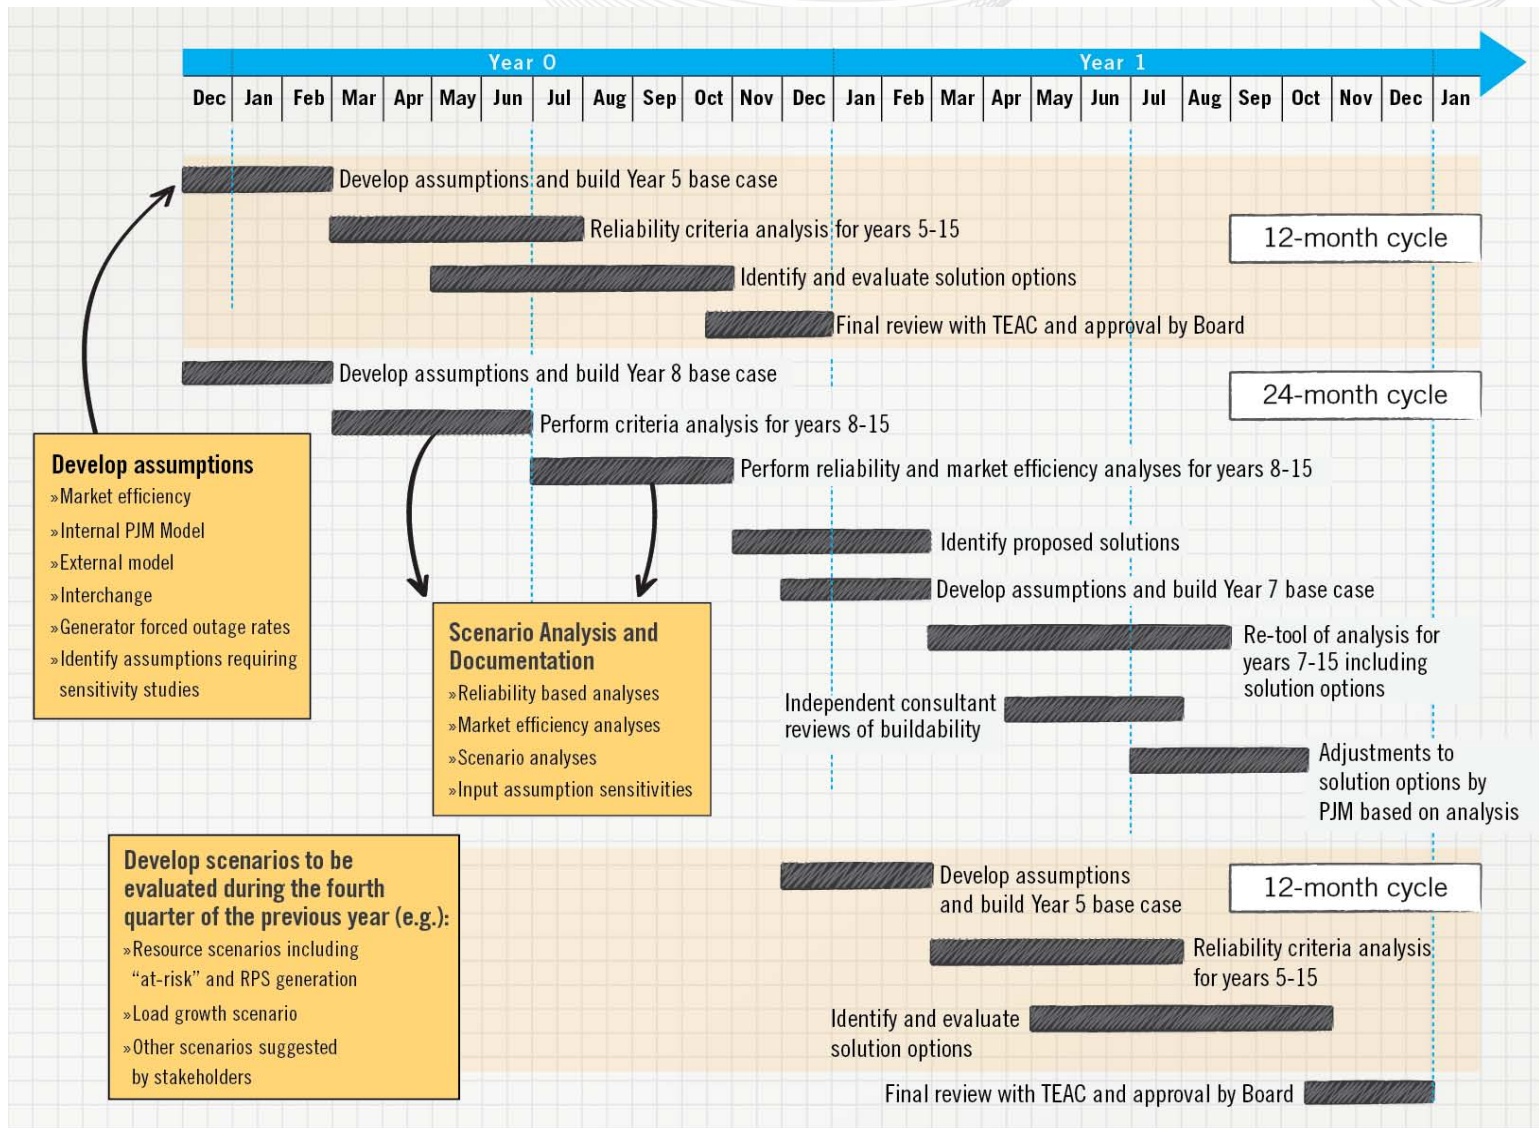 Year 0
Year 1
Dec Jan Feb Mar Apr May Jun Jul Aug Sep Oct Nov Dec Jan Feb Mar Apr May Jun Jul Aug Sep Oct Nov Dec Jan
Develop assumptions and build Year 5 base case
Reliability criteria analysis for years 5-15
12-month cycle
Identify and evaluate solution options
Final review with TEAC and approval by Board
Develop assumptions and build Year 8 base case
24-month cycle
Perform criteria analysis for years 8-15
Perform reliability and market efficiency analyses for years 8-15
Identify proposed solutions
Develop assumptions and build Year 7 base case
Re-tool of analysis for
years 7-15 including
solution options
Independent consultant
reviews of buildability
Adjustments to
solution options by
PJM based on analysis
Develop assumptions
»Market efficiency
»Internal PJM Model
»External model
»Interchange
»Generator forced outage rates
»Identify assumptions requiring
sensitivity studies
Scenario Analysis and
Documentation
»Reliability based analyses
»Market efficiency analyses
»Scenario analyses
»Input assumption sensitivities
Develop scenarios to be
evaluated during the fourth
quarter of the previous year (e.g.):
»Resource scenarios including
“at-risk” and RPS generation
»Load growth scenario
»Other scenarios suggested
by stakeholders
Develop assumptions
and build Year 5 base case
12-month cycle
Reliability criteria analysis
for years 5-15
Identify and evaluate
solution options
Final review with TEAC and approval by Board